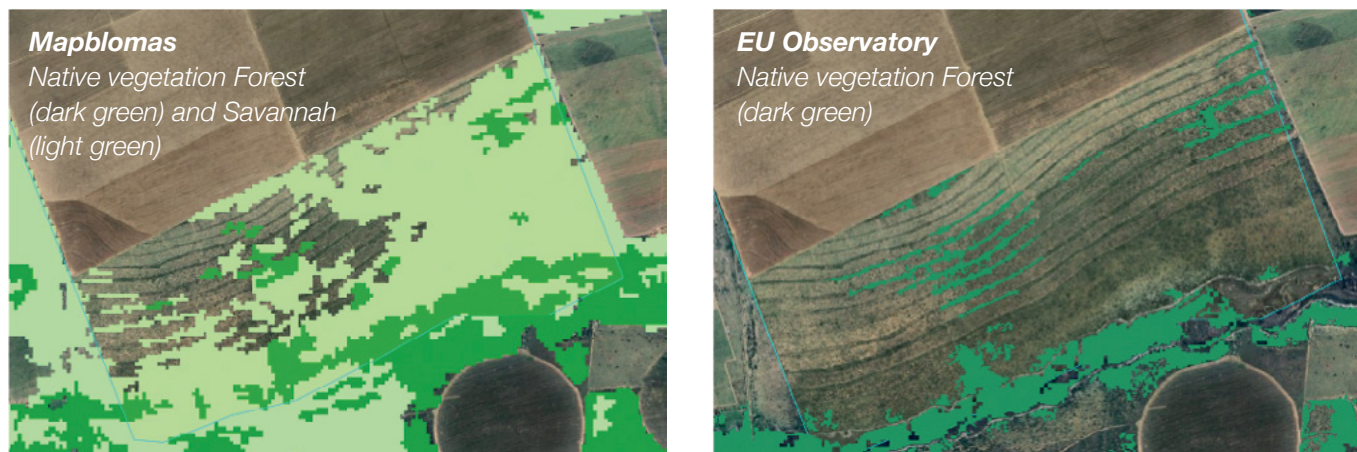 Mapblomas
Native vegetation Forest
(dark green) and Savannah
(light green)
EU Observatory
Native vegetation Forest
(dark green)